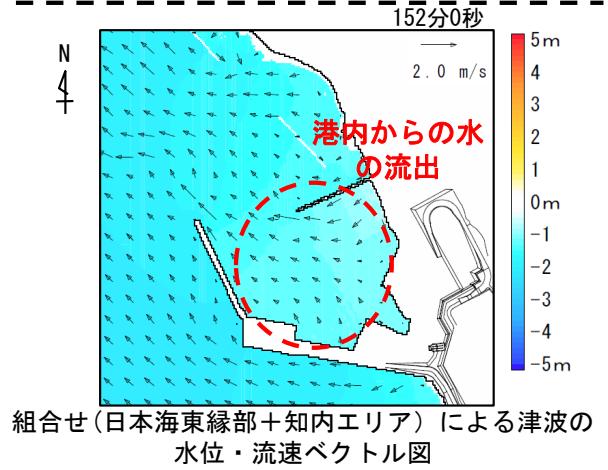 152分0秒
N
2.0 m/s
港内からの水
の流出
5m
4
3
2
1
0m
-1
-2
-3
-4
-5m
組合せ(日本海東縁部+知内エリア)による津波の
水位・流速ベクトル図